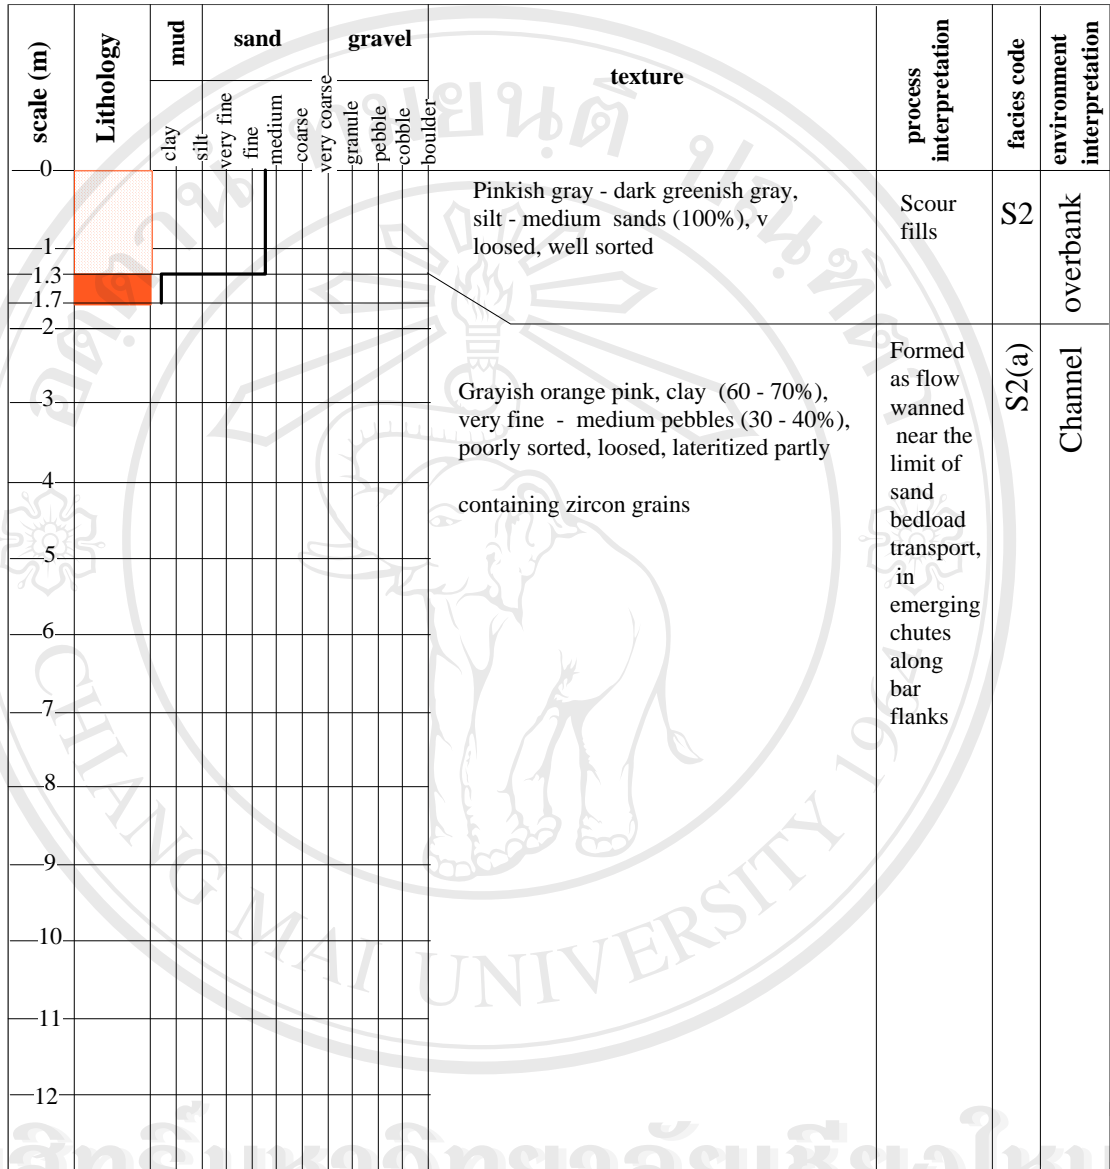 scale (m)
Lithology
mud
sand
gravel
clay
silt
very fine
fine
medium
coarse
very coarse
granule
pebble
cobble
boulder
texture
process
interpretation
facies code
environment
interpretation
0
1
1.3
1.7
2
3
4
5
6
7
8
9
10
11
12
Pinkish gray - dark greenish gray,
silt - medium sands (100%), v
loosed, well sorted
Scour
fills
S2
overbank
Grayish orange pink, clay (60 - 70%),
very fine - medium pebbles (30 - 40%),
poorly sorted, loosed, lateritized partly
containing zircon grains
Formed
as flow
wanned
near the
limit of
sand
bedload
transport,
in
emerging
chutes
along
bar
flanks
S2(a)
Channel
CHIANG MAI UNIVERSITY 1964